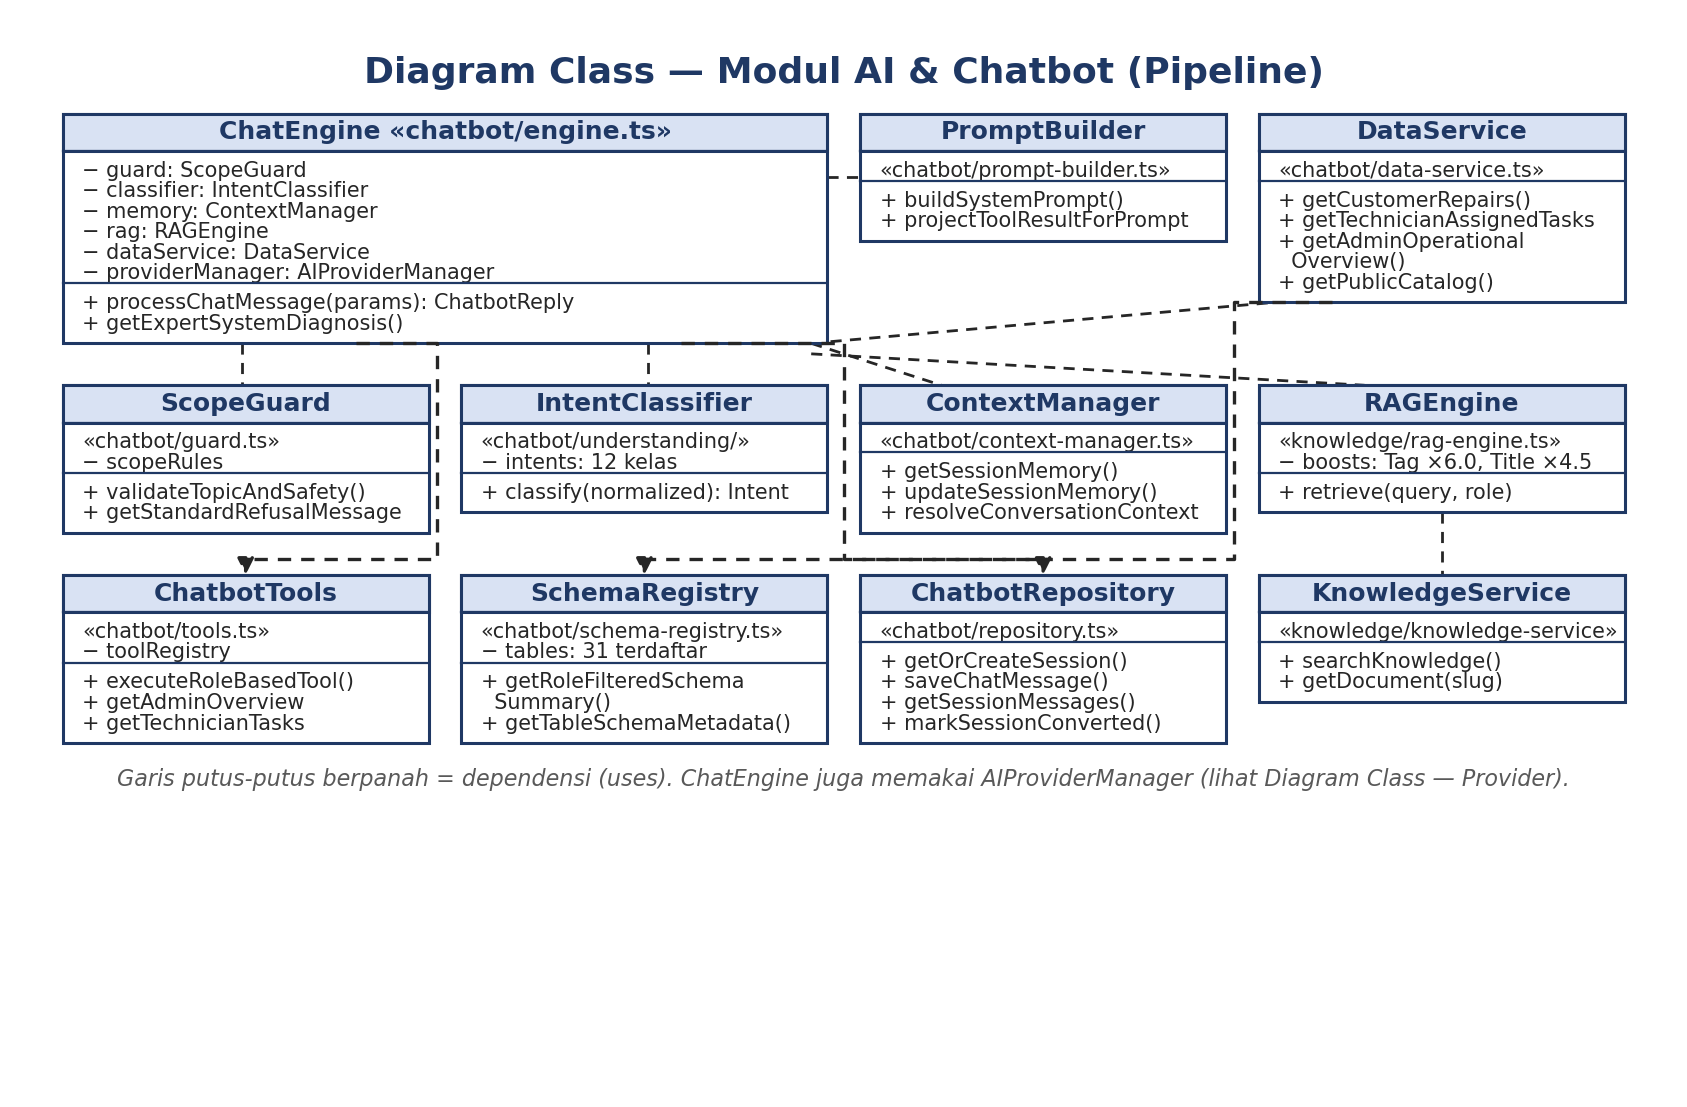 Diagram Class — Modul AI & Chatbot (Pipeline)
ChatEngine «chatbot/engine.ts»
− guard: ScopeGuard
− classifier: IntentClassifier
− memory: ContextManager
− rag: RAGEngine
− dataService: DataService
− providerManager: AIProviderManager
+ processChatMessage(params): ChatbotReply
+ getExpertSystemDiagnosis()
PromptBuilder
«chatbot/prompt-builder.ts»
+ buildSystemPrompt()
+ projectToolResultForPrompt
DataService
«chatbot/data-service.ts»
+ getCustomerRepairs()
+ getTechnicianAssignedTasks
+ getAdminOperational
Overview()
+ getPublicCatalog()
ScopeGuard
«chatbot/guard.ts»
− scopeRules
+ validateTopicAndSafety()
+ getStandardRefusalMessage
IntentClassifier
«chatbot/understanding/»
− intents: 12 kelas
+ classify(normalized): Intent
ContextManager
«chatbot/context-manager.ts»
+ getSessionMemory()
+ updateSessionMemory()
+ resolveConversationContext
RAGEngine
«knowledge/rag-engine.ts»
− boosts: Tag ×6.0, Title ×4.5
+ retrieve(query, role)
ChatbotTools
«chatbot/tools.ts»
− toolRegistry
+ executeRoleBasedTool()
+ getAdminOverview
+ getTechnicianTasks
SchemaRegistry
«chatbot/schema-registry.ts»
− tables: 31 terdaftar
+ getRoleFilteredSchema
Summary()
+ getTableSchemaMetadata()
ChatbotRepository
«chatbot/repository.ts»
+ getOrCreateSession()
+ saveChatMessage()
+ getSessionMessages()
+ markSessionConverted()
KnowledgeService
«knowledge/knowledge-service»
+ searchKnowledge()
+ getDocument(slug)
Garis putus-putus berpanah = dependensi (uses). ChatEngine juga memakai AIProviderManager (lihat Diagram Class — Provider).